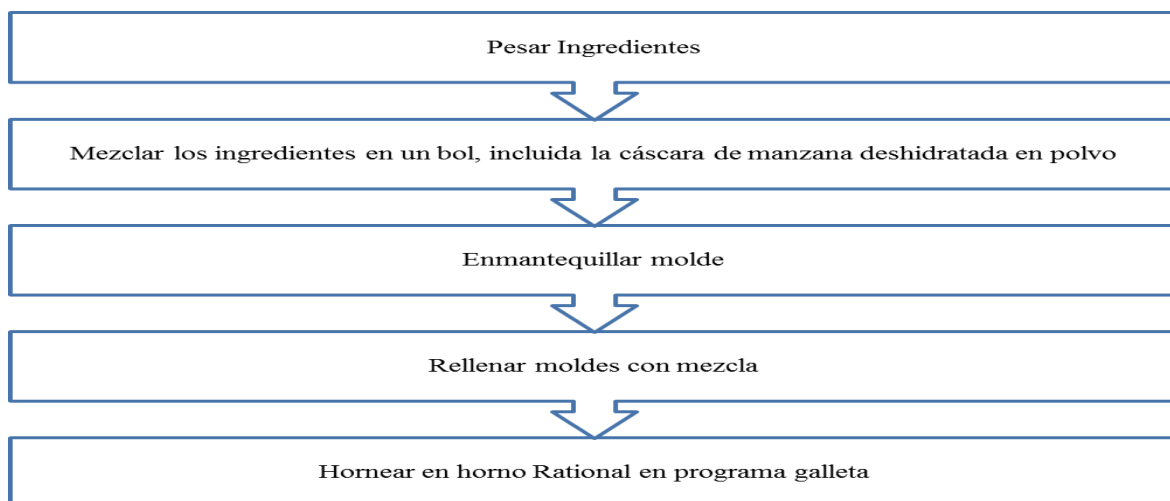 Pesar Ingredientes
Mezclar los ingredientes en un bol, incluida la cáscara de manzana deshidratada en polvo
Enmantequillar molde
Rellenar moldes con mezcla
Hornear en horno Rational en programa galleta